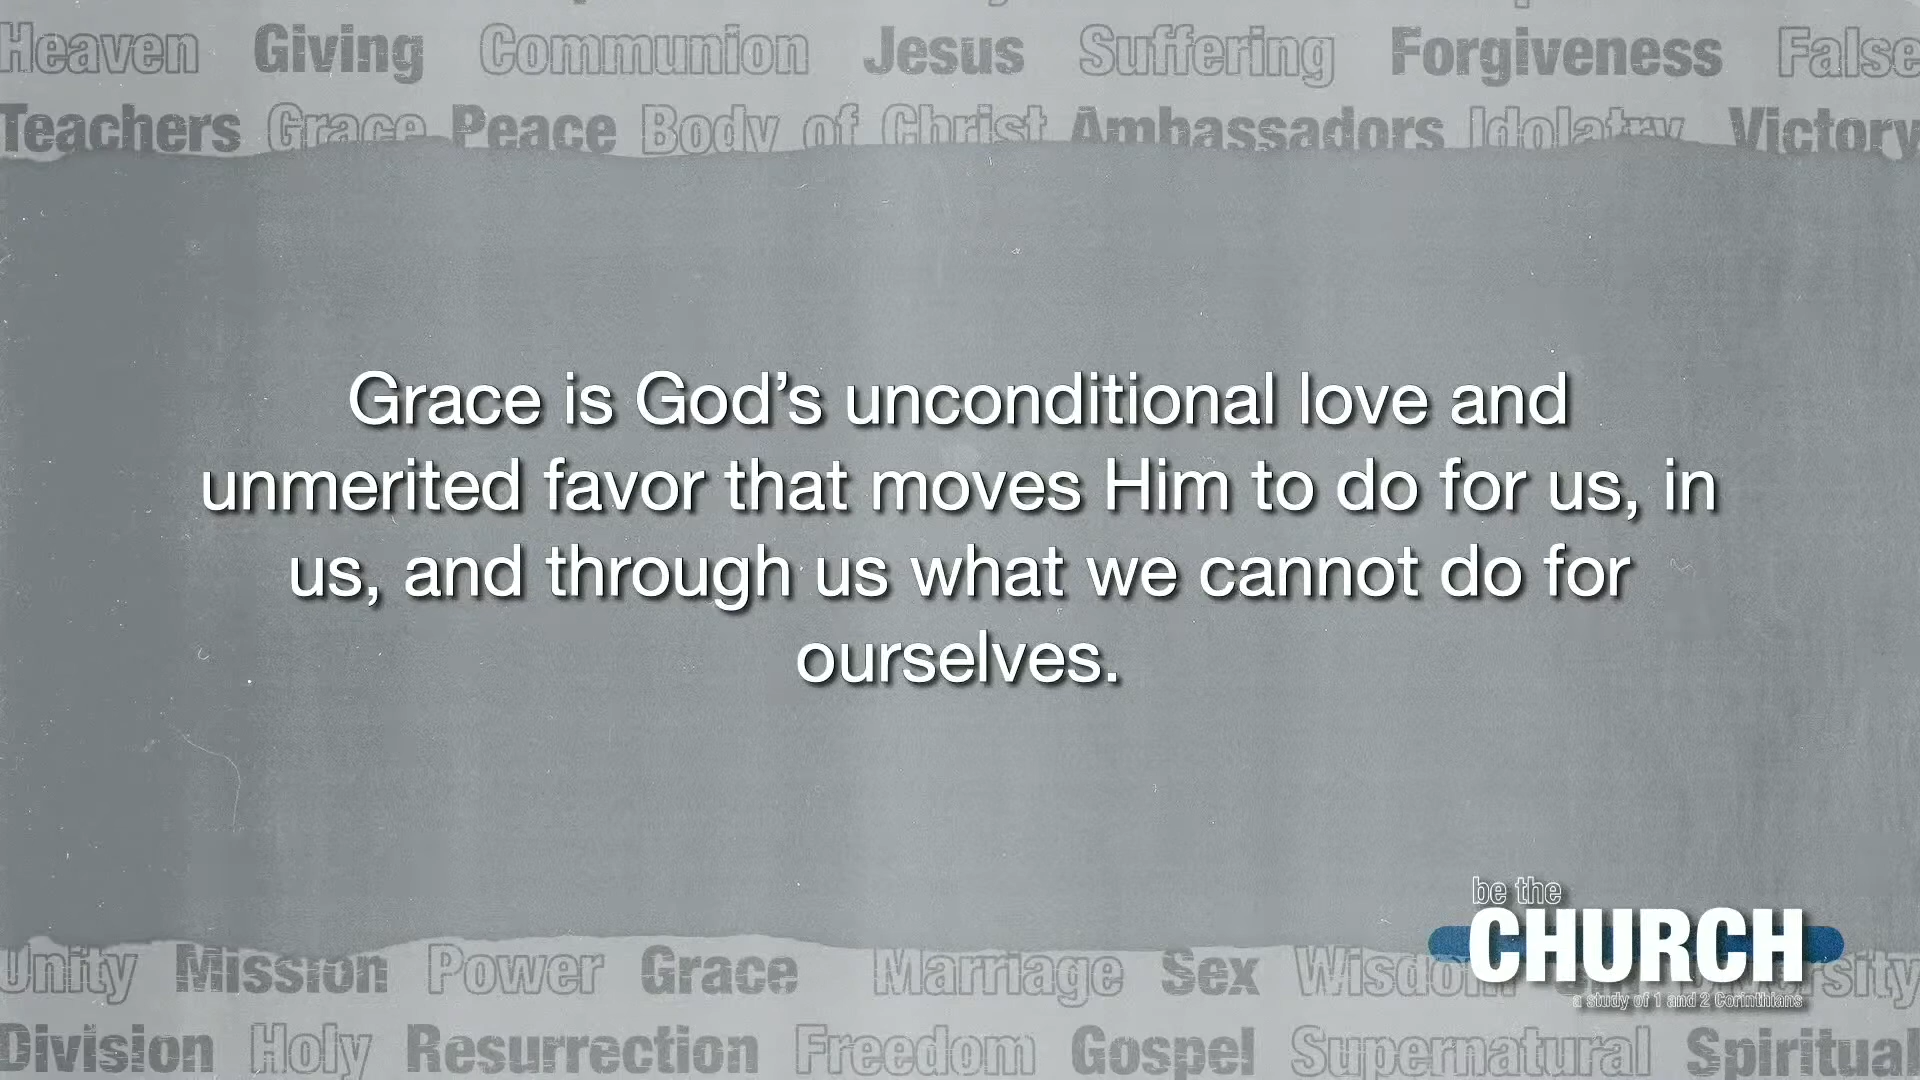 Heaven Giving Communion Jesus Suffering Forgiveness False
Teachers Grace Peace Body of Christ Ambassadors Idolatry Victory
Grace is God’s unconditional love and
unmerited favor that moves Him to do for us, in
us, and through us what we cannot do for
ourselves.
be the
CHURCH
a study of 1 and 2 Corinthians
Unity Mission Power Grace Marriage Sex
Division Holy Resurrection Freedom Gospel Supernatural Spiritual